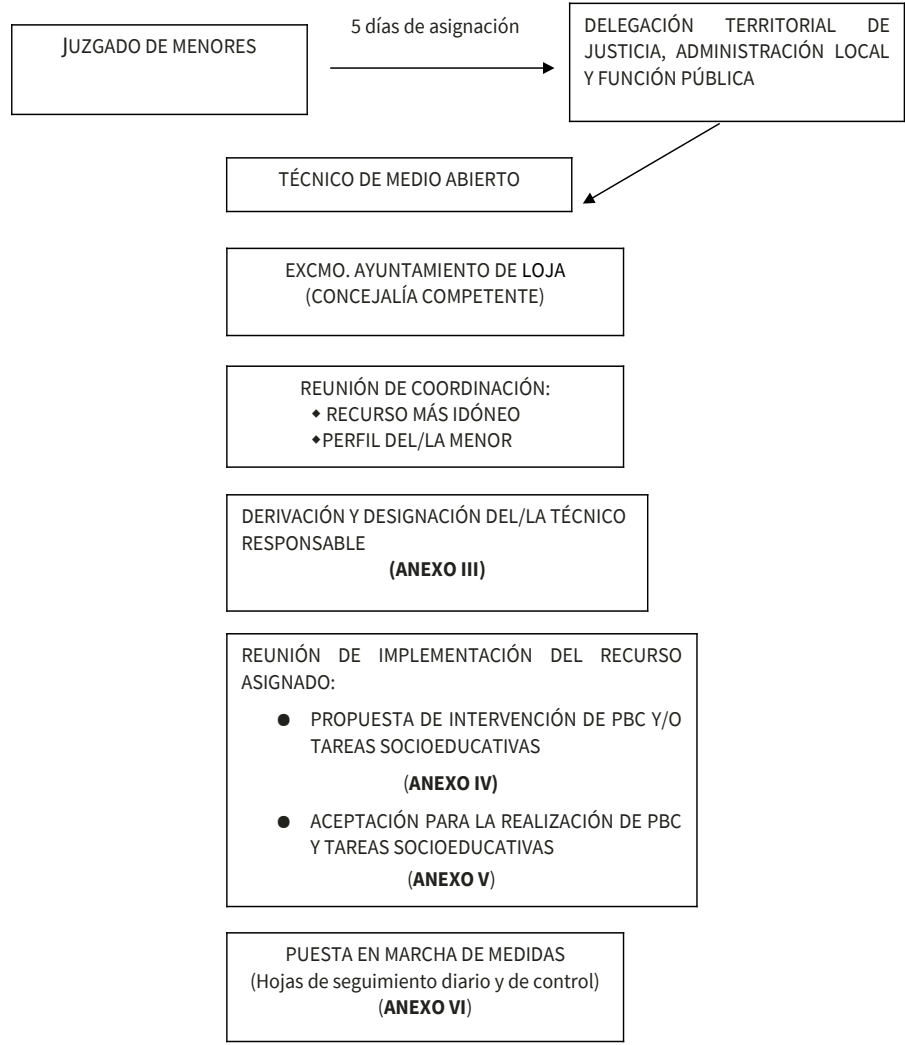 JUZGADO DE MENORES
5 días de asignación
DELEGACIÓN TERRITORIAL DE
JUSTICIA, ADMINISTRACIÓN LOCAL
Y FUNCIÓN PÚBLICA
TÉCNICO DE MEDIO ABIERTO
EXCMO. AYUNTAMIENTO DE LOJA
(CONCEJALÍA COMPETENTE)
REUNIÓN DE COORDINACIÓN:
◆ RECURSO MÁS IDÓNEO
◆PERFIL DEL/LA MENOR
DERIVACIÓN Y DESIGNACIÓN DEL/LA TÉCNICO
RESPONSABLE
(ANEXO III)
REUNIÓN DE IMPLEMENTACIÓN DEL RECURSO
ASIGNADO:
● PROPUESTA DE INTERVENCIÓN DE PBC Y/O
TAREAS SOCIOEDUCATIVAS
(ANEXO IV)
● ACEPTACIÓN PARA LA REALIZACIÓN DE PBC
Y TAREAS SOCIOEDUCATIVAS
(ANEXO V)
PUESTA EN MARCHA DE MEDIDAS
(Hojas de seguimiento diario y de control)
(ANEXO VI)